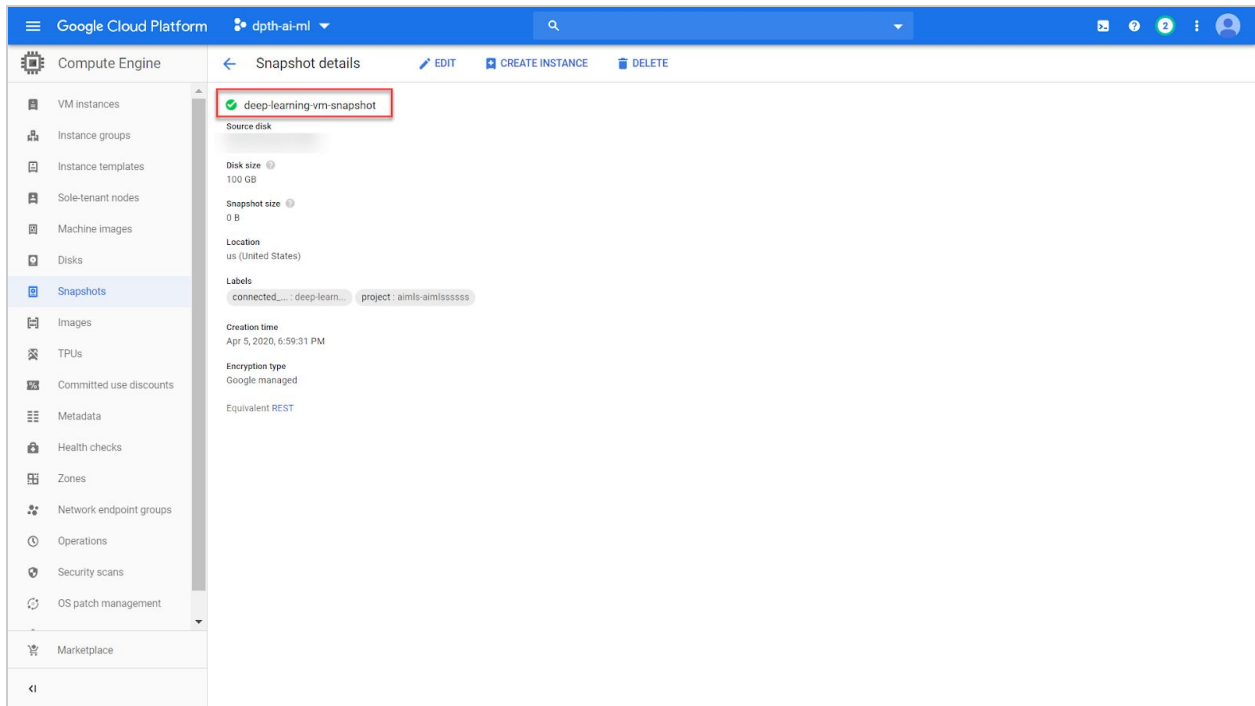 Google Cloud Platform dpth-ai-ml 2
Compute Engine
Snapshot details EDIT CREATE INSTANCE DELETE
VM instances
Instance groups
Instance templates
Sole-tenant nodes
Machine images
Disks
Snapshots
Images
TPUs
Committed use discounts
Metadata
Health checks
Zones
Network endpoint groups
Operations
Security scans
OS patch management
Marketplace
deep-learning-vm-snapshot
Source disk
Disk size
100 GB
Snapshot size
0 B
Location
us (United States)
Labels
connected_... : deep-learn... project : aimls-aimlssssss
Creation time
Apr 5, 2020, 6:59:31 PM
Encryption type
Google managed
Equivalent REST